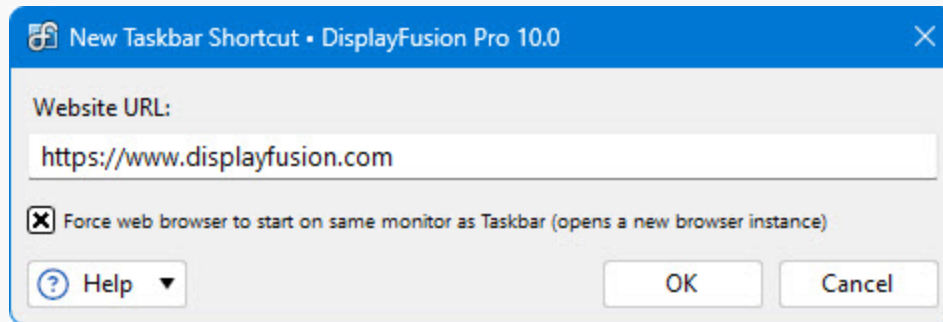 New Taskbar Shortcut • DisplayFusion Pro 10.0
Website URL:
https://www.displayfusion.com
Force web browser to start on same monitor as Taskbar (opens a new browser instance)
Help OK Cancel